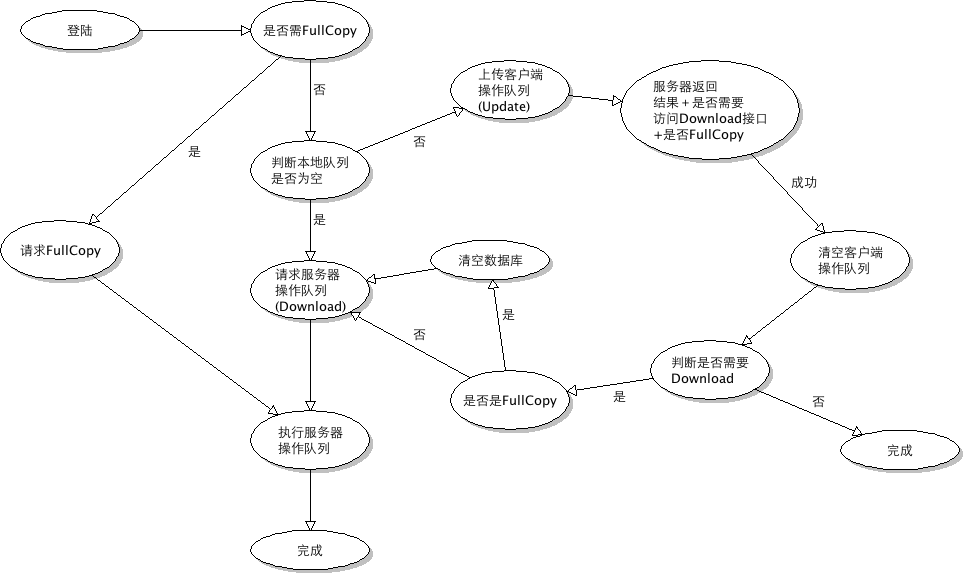 登陆
是否需FullCopy
否
是
判断本地队列
是否为空
否
上传客户端
操作队列
(Update)
服务器返回
结果＋是否需要
访问Download接口
+是否FullCopy
成功
清空客户端
操作队列
是
请求FullCopy
请求服务器
操作队列
(Download)
清空数据库
是
否
是否是FullCopy
是
判断是否需要
Download
否
完成
执行服务器
操作队列
完成